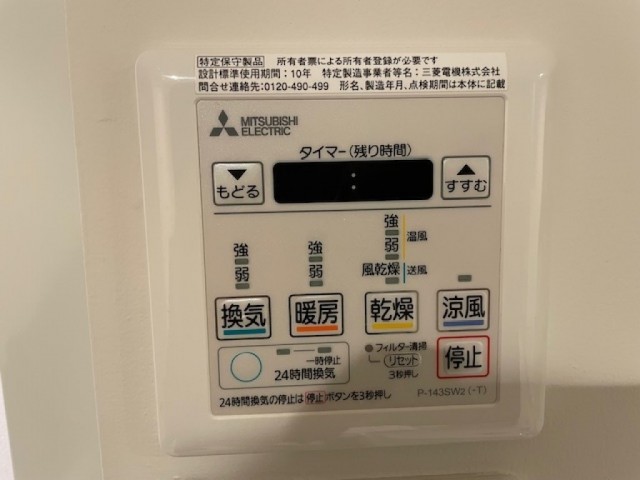 特定保守製品 所有者票による所有者登録が必要です
設計標準使用期間：10年 特定製造事業者等名：三菱電機株式会社
問合せ連絡先：0120-490-499 形名、製造年月、点検期間は本体に記載
MITSUBISHI
ELECTRIC
タイマー（残り時間）
▼
もどる
:
▲
すすむ
強
弱
強
弱
強
弱
温風
風乾燥
送風
換気
暖房
乾燥
涼風
一時停止
24時間換気
フィルター清掃
リセット
3秒押し
停止
24時間換気の停止は 停止 ボタンを3秒押し
P-143SW2（・T）